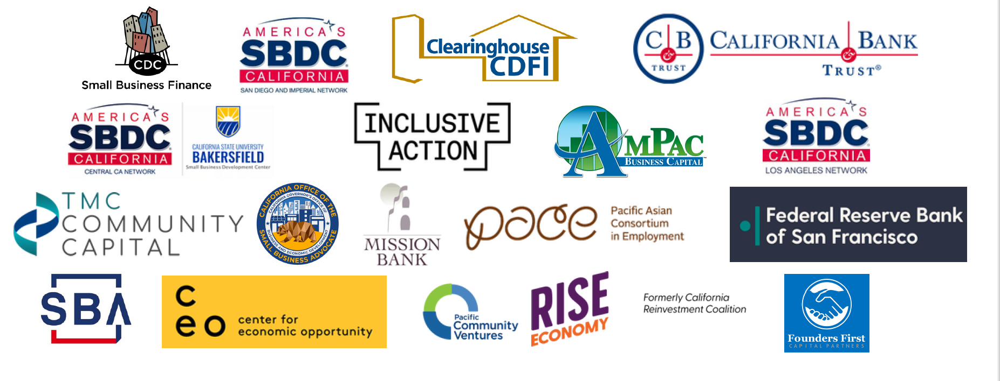 CDC
Small Business Finance
AMERICA'S
SBDC
CALIFORNIA
SAN DIEGO AND IMPERIAL NETWORK
Clearinghouse
CDFI
C B
TRUST
CALIFORNIA BANK
TRUST®
AMERICA'S
SBDC
CALIFORNIA
CENTRAL CA NETWORK
CALIFORNIA STATE UNIVERSITY
BAKERSFIELD
Small Business Development Center
INCLUSIVE
ACTION
AMPAC
BUSINESS CAPITAL™
AMERICA'S
SBDC
CALIFORNIA
LOS ANGELES NETWORK
TMC
COMMUNITY
CAPITAL
CALIFORNIA OFFICE OF THE
SMALL BUSINESS ADVOCATE
CALIFORNIA GOVERNOR'S OFFICE OF
BUSINESS AND ECONOMIC DEVELOPMENT
MISSION
BANK
pace
Pacific Asian
Consortium
in Employment
Federal Reserve Bank
of San Francisco
SBA
ceo
center for
economic opportunity
Pacific
Community
Ventures
RISE
ECONOMY
Formerly California
Reinvestment Coalition
Founders First
CAPITAL PARTNERS